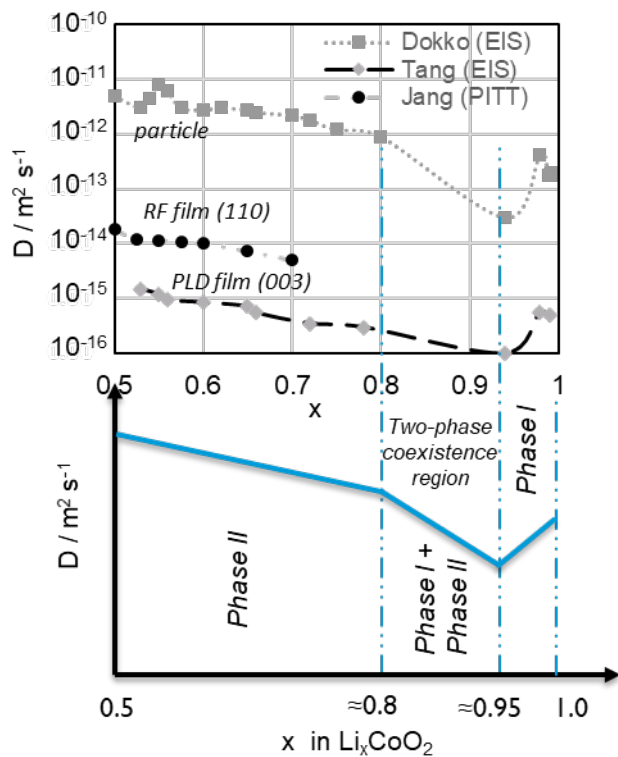 10⁻¹⁰
10⁻¹¹
10⁻¹²
10⁻¹³
10⁻¹⁴
10⁻¹⁵
10⁻¹⁶
D / m² s⁻¹
Dokko (EIS)
Tang (EIS)
Jang (PITT)
particle
RF film (110)
PLD film (003)
0.5 0.6 0.7 0.8 0.9 1
x
D / m² s⁻¹
Two-phase
coexistence
region
Phase I
Phase II
Phase I +
Phase II
0.5 ≈0.8 ≈0.95 1.0
x in LiₓCoO₂